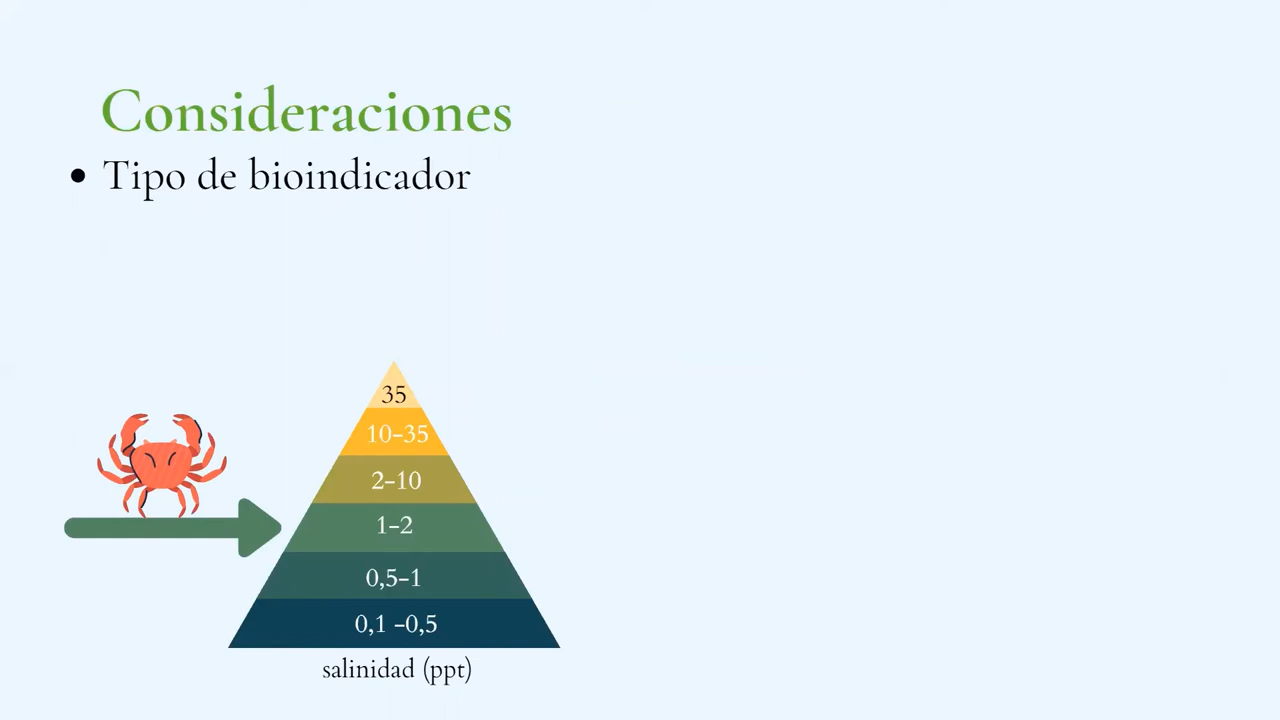 Consideraciones
• Tipo de bioindicador
35
10-35
2-10
1-2
0,5-1
0,1 -0,5
salinidad (ppt)